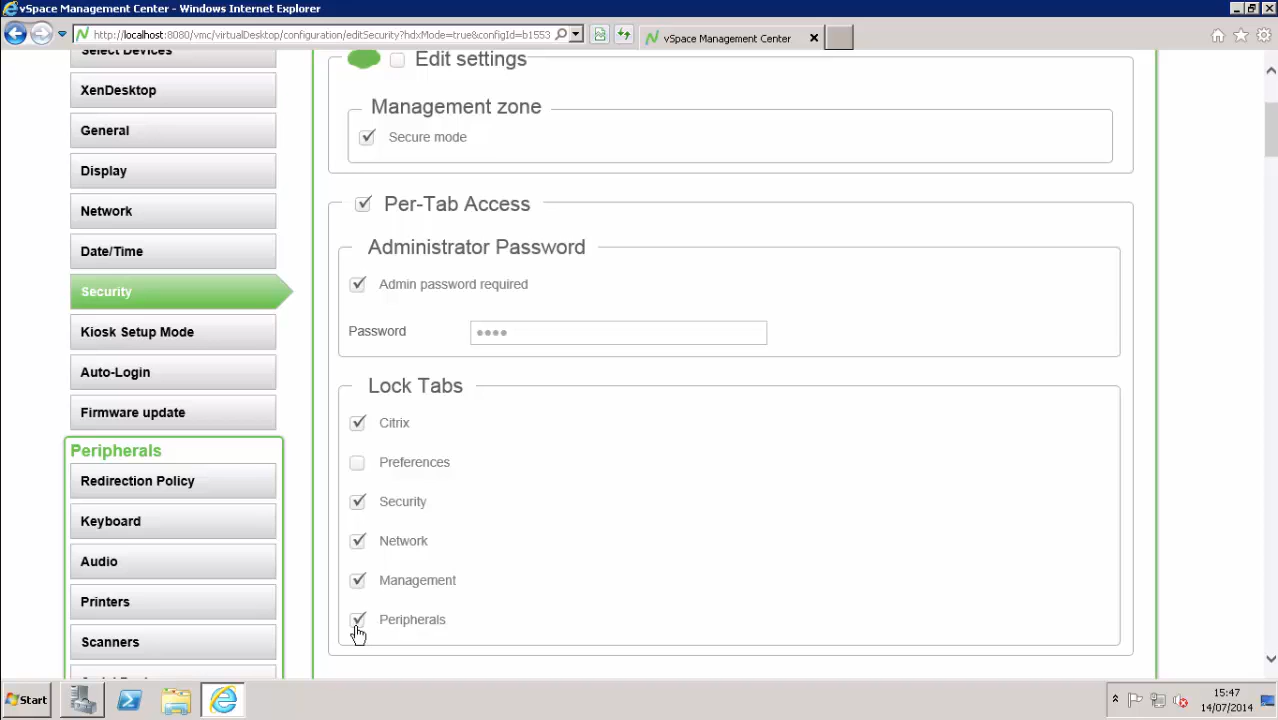 vSpace Management Center - Windows Internet Explorer
http://localhost:8080/vmc/virtualDesktop/configuration/editSecurity?hdxMode=true&configId=b1553
vSpace Management Center
Select Devices
XenDesktop
General
Display
Network
Date/Time
Security
Kiosk Setup Mode
Auto-Login
Firmware update
Peripherals
Redirection Policy
Keyboard
Audio
Printers
Scanners
Edit settings
Management zone
Secure mode
Per-Tab Access
Administrator Password
Admin password required
Password
Lock Tabs
Citrix
Preferences
Security
Network
Management
Peripherals
Start
15:47
14/07/2014